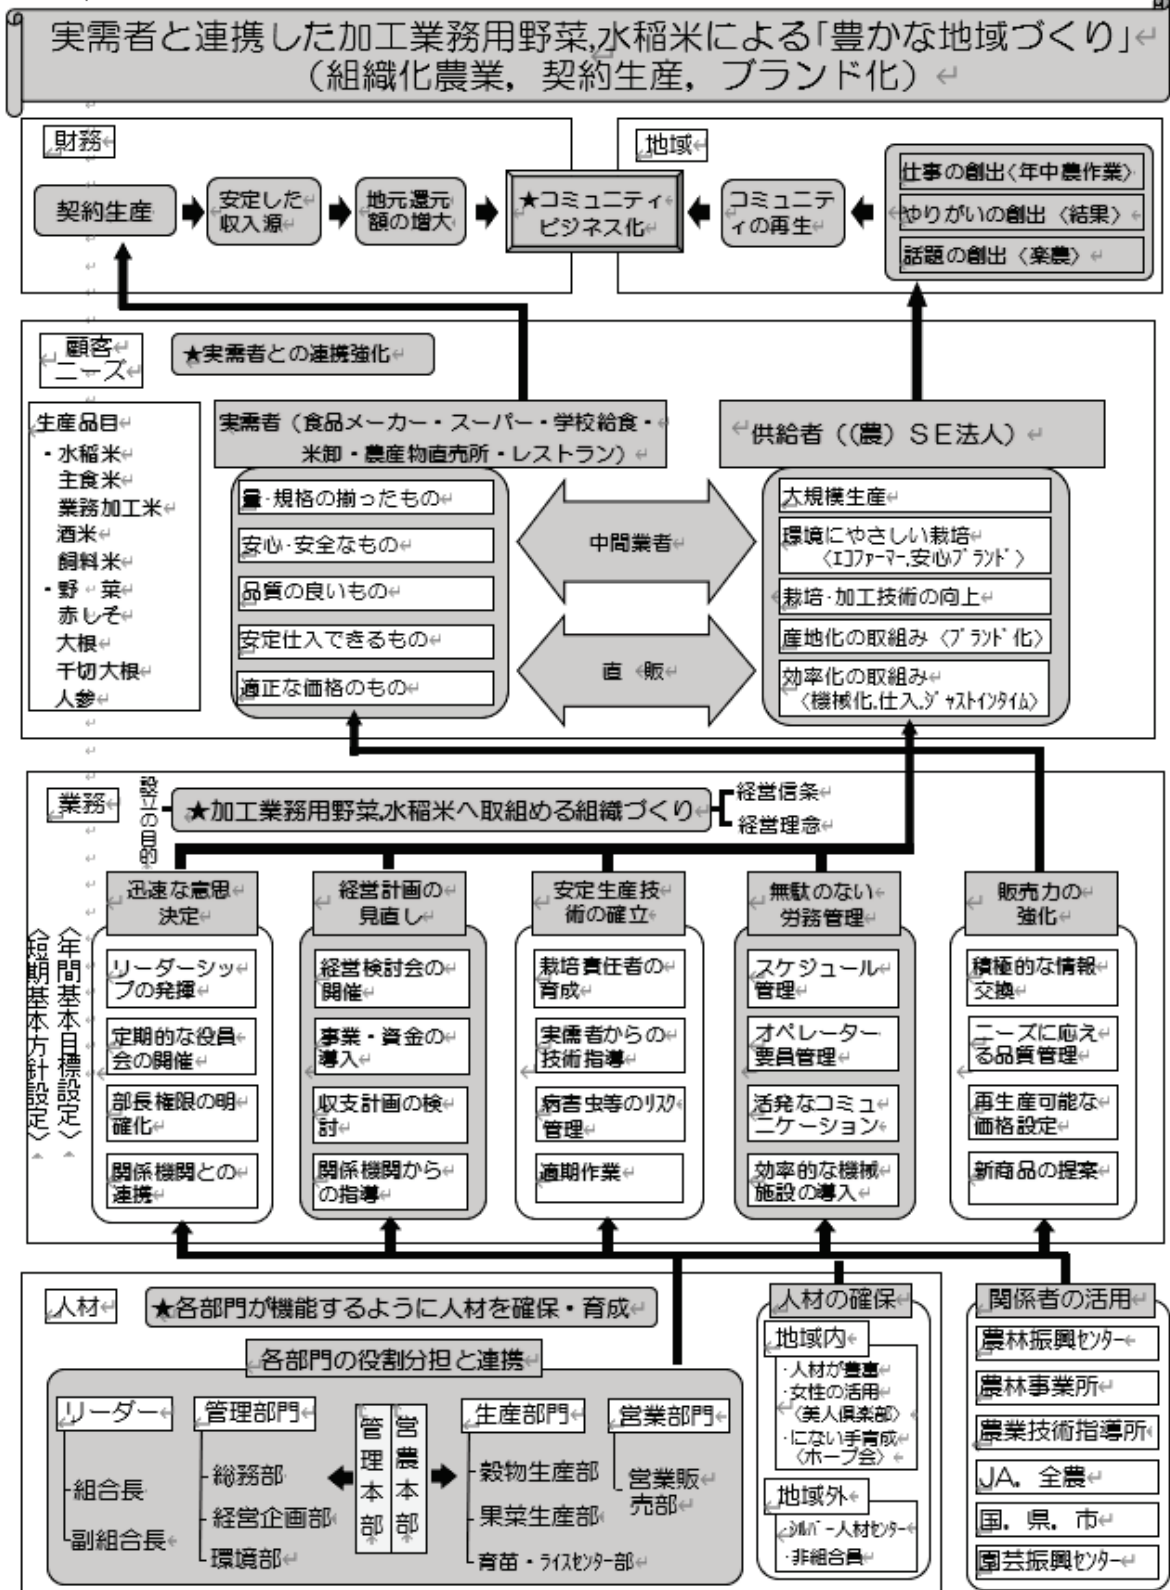 実需者と連携した加工業務用野菜,水稲米による「豊かな地域づくり」
（組織化農業，契約生産，ブランド化）
財務
契約生産
安定した
収入源
地元還元
額の増大
★コミュニティ
ビジネス化
地域
コミュニテ
ィの再生
仕事の創出〈年中農作業〉
やりがいの創出〈結果〉
話題の創出〈楽農〉
顧客
ニーズ
★実需者との連携強化
生産品目
・水稲米
主食米
業務加工米
酒米
飼料米
・野　菜
赤しそ
大根
千切大根
人参
実需者（食品メーカー・スーパー・学校給食・
米卸・農産物直売所・レストラン）
量・規格の揃ったもの
安心・安全なもの
品質の良いもの
安定仕入できるもの
適正な価格のもの
中間業者
直　販
供給者（(農）ＳＥ法人）
大規模生産
環境にやさしい栽培
〈ｴｺﾌｧｰﾏｰ,安心ﾌﾞﾗﾝﾄﾞ〉
栽培・加工技術の向上
産地化の取組み〈ﾌﾞﾗﾝﾄﾞ化〉
効率化の取組み
〈機械化,仕入,ｼﾞｬｽﾄｲﾝﾀｲﾑ〉
業務
設立の目的
★加工業務用野菜,水稲米へ取組める組織づくり
経営信条
経営理念
〈年間基本目標設定〉
〈短期基本方針設定〉
迅速な意思
決定
リーダーシッ
プの発揮
定期的な役員
会の開催
部長権限の明
確化
関係機関との
連携
経営計画の
見直し
経営検討会の
開催
事業・資金の
導入
収支計画の検
討
関係機関から
の指導
安定生産技
術の確立
栽培責任者の
育成
実儒者からの
技術指導
病害虫等のﾘｽｸ
管理
適期作業
無駄のない
労務管理
スケジュール
管理
オペレーター
要員管理
活発なコミュ
ニケーション
効率的な機械
施設の導入
販売力の
強化
積極的な情報
交換
ニーズに応え
る品質管理
再生産可能な
価格設定
新商品の提案
人材
★各部門が機能するように人材を確保・育成
各部門の役割分担と連携
リーダー
組合長
副組合長
管理部門
総務部
経営企画部
環境部
管理本部
営農本部
生産部門
穀物生産部
果菜生産部
育苗・ﾗｲｽｾﾝﾀｰ部
営業部門
営業販
売部
人材の確保
地域内
・人材が豊富
・女性の活用
〈美人倶楽部〉
・にない手育成
〈ホープ会〉
地域外
・ｼﾙﾊﾞｰ人材ｾﾝﾀｰ
・非組合員
関係者の活用
農林振興ｾﾝﾀｰ
農林事業所
農業技術指導所
JA．全農
国．県．市
園芸振興ｾﾝﾀｰ